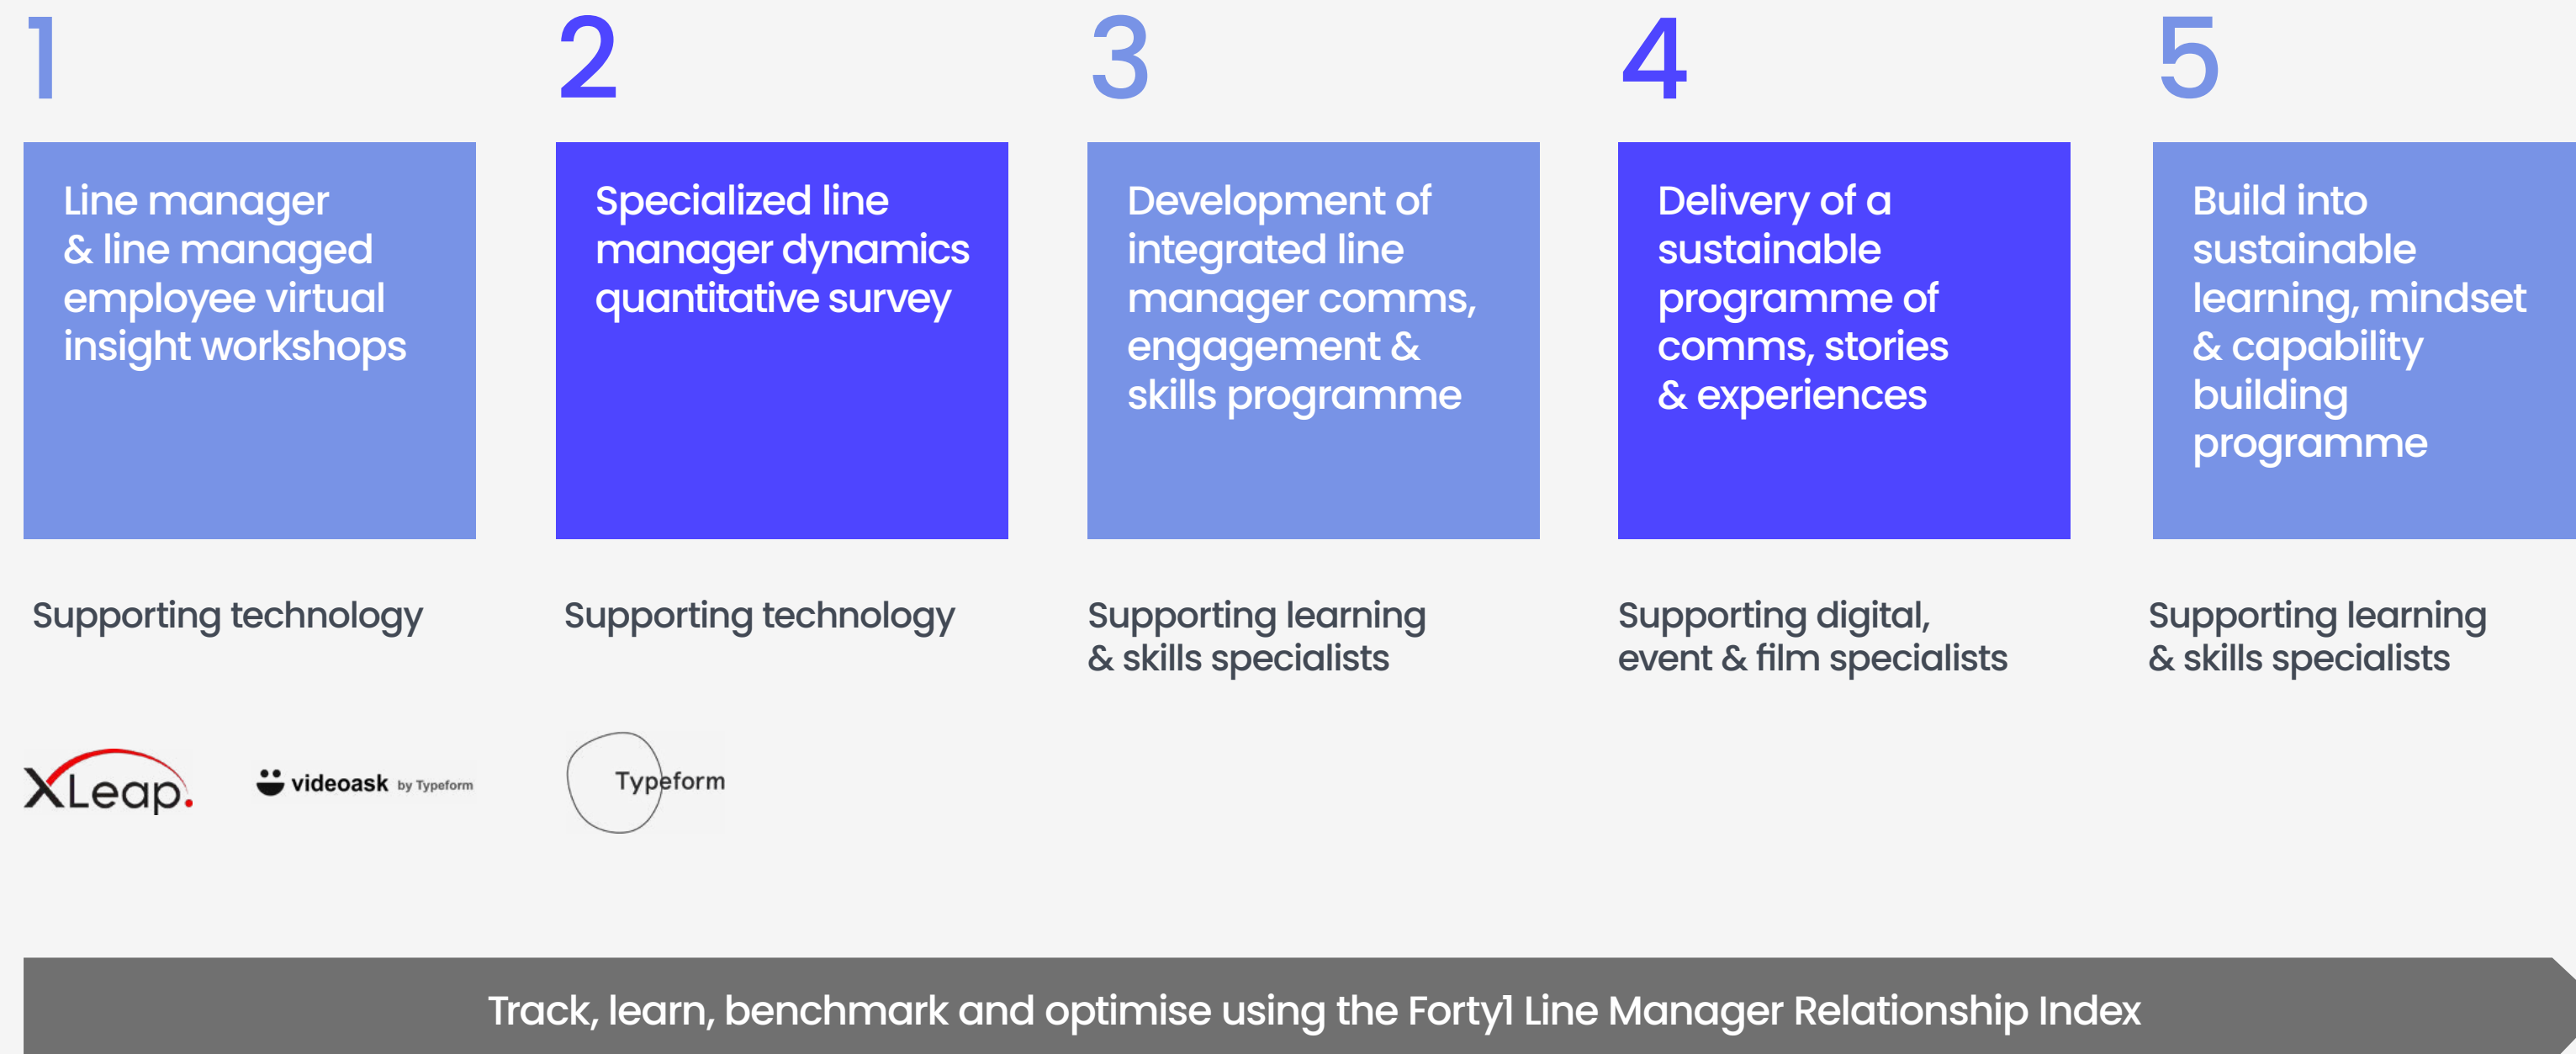 1
Line manager
& line managed
employee virtual
insight workshops
Supporting technology
XLeap.
videoask by Typeform
2
Specialized line
manager dynamics
quantitative survey
Supporting technology
Typeform
3
Development of
integrated line
manager comms,
engagement &
skills programme
Supporting learning
& skills specialists
4
Delivery of a
sustainable
programme of
comms, stories
& experiences
Supporting digital,
event & film specialists
5
Build into
sustainable
learning, mindset
& capability
building
programme
Supporting learning
& skills specialists
Track, learn, benchmark and optimise using the Forty1 Line Manager Relationship Index